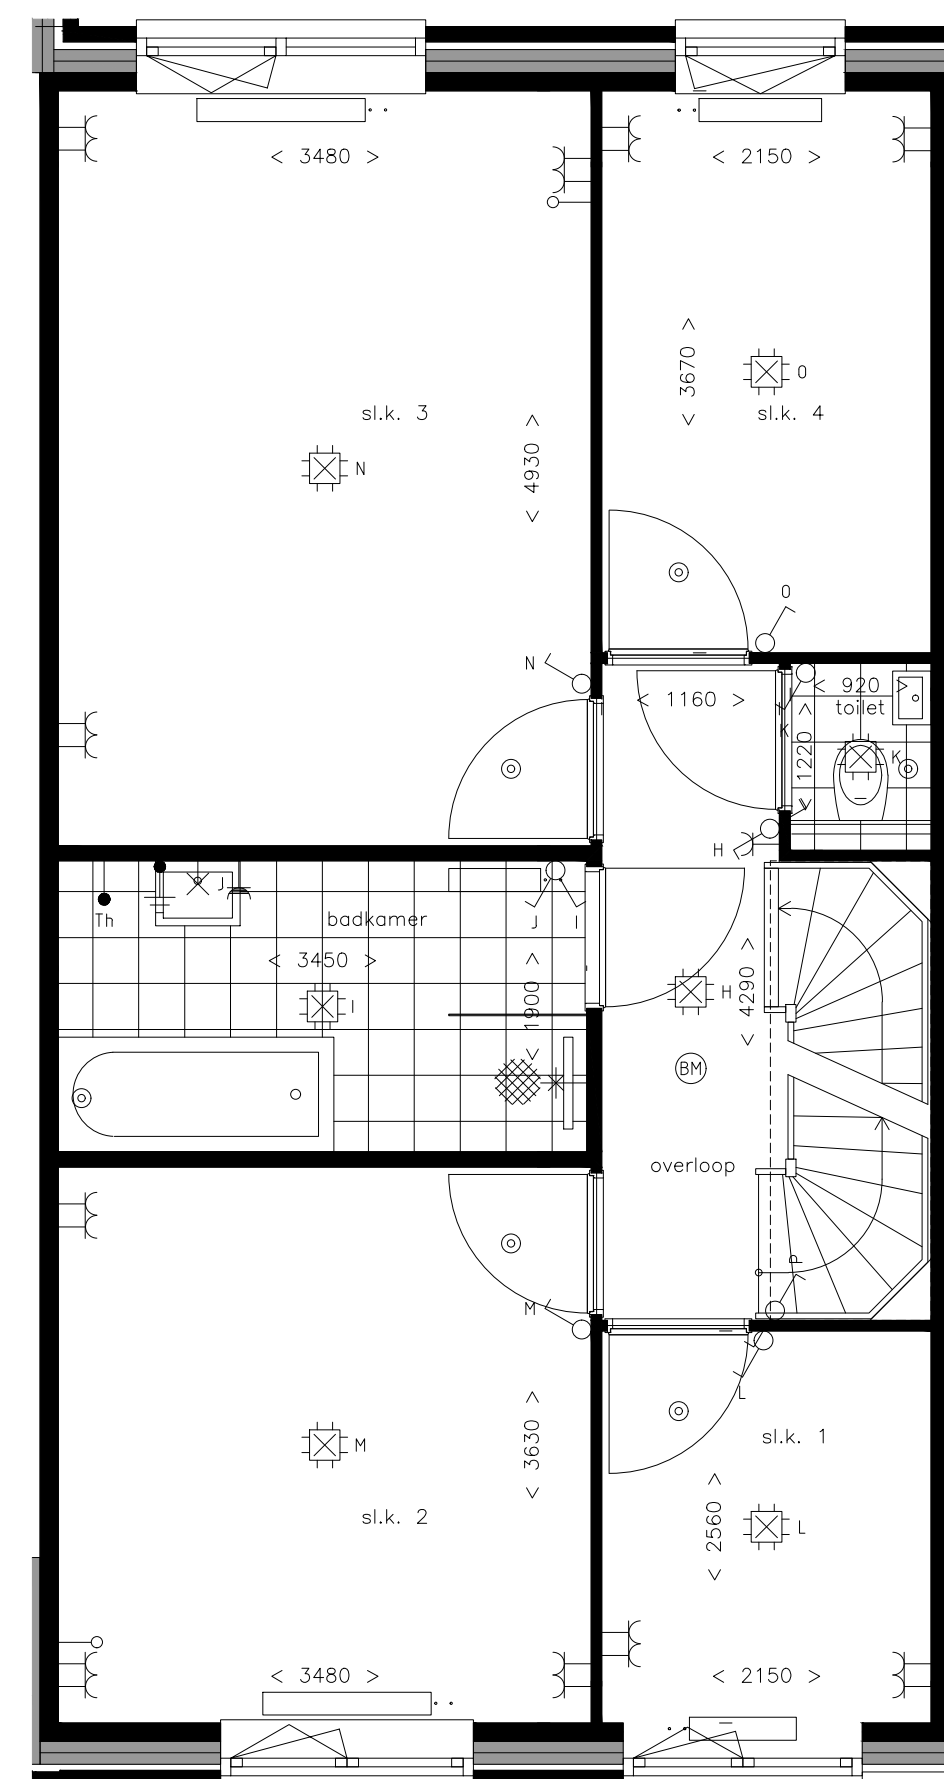 < 3480 >
< 2150 >
< 3670 >
O
sl.k. 3
sl.k. 4
< 4930 >
N
O
N
< 1160 >
< 920 >
toilet
K
< 1220 >
K
H
J
Th
badkamer
J
I
< 3450 >
< 1900 >
I
H
< 4290 >
BM
overloop
P
M
L
sl.k. 1
< 3630 >
M
< 2560 >
sl.k. 2
L
< 3480 >
< 2150 >